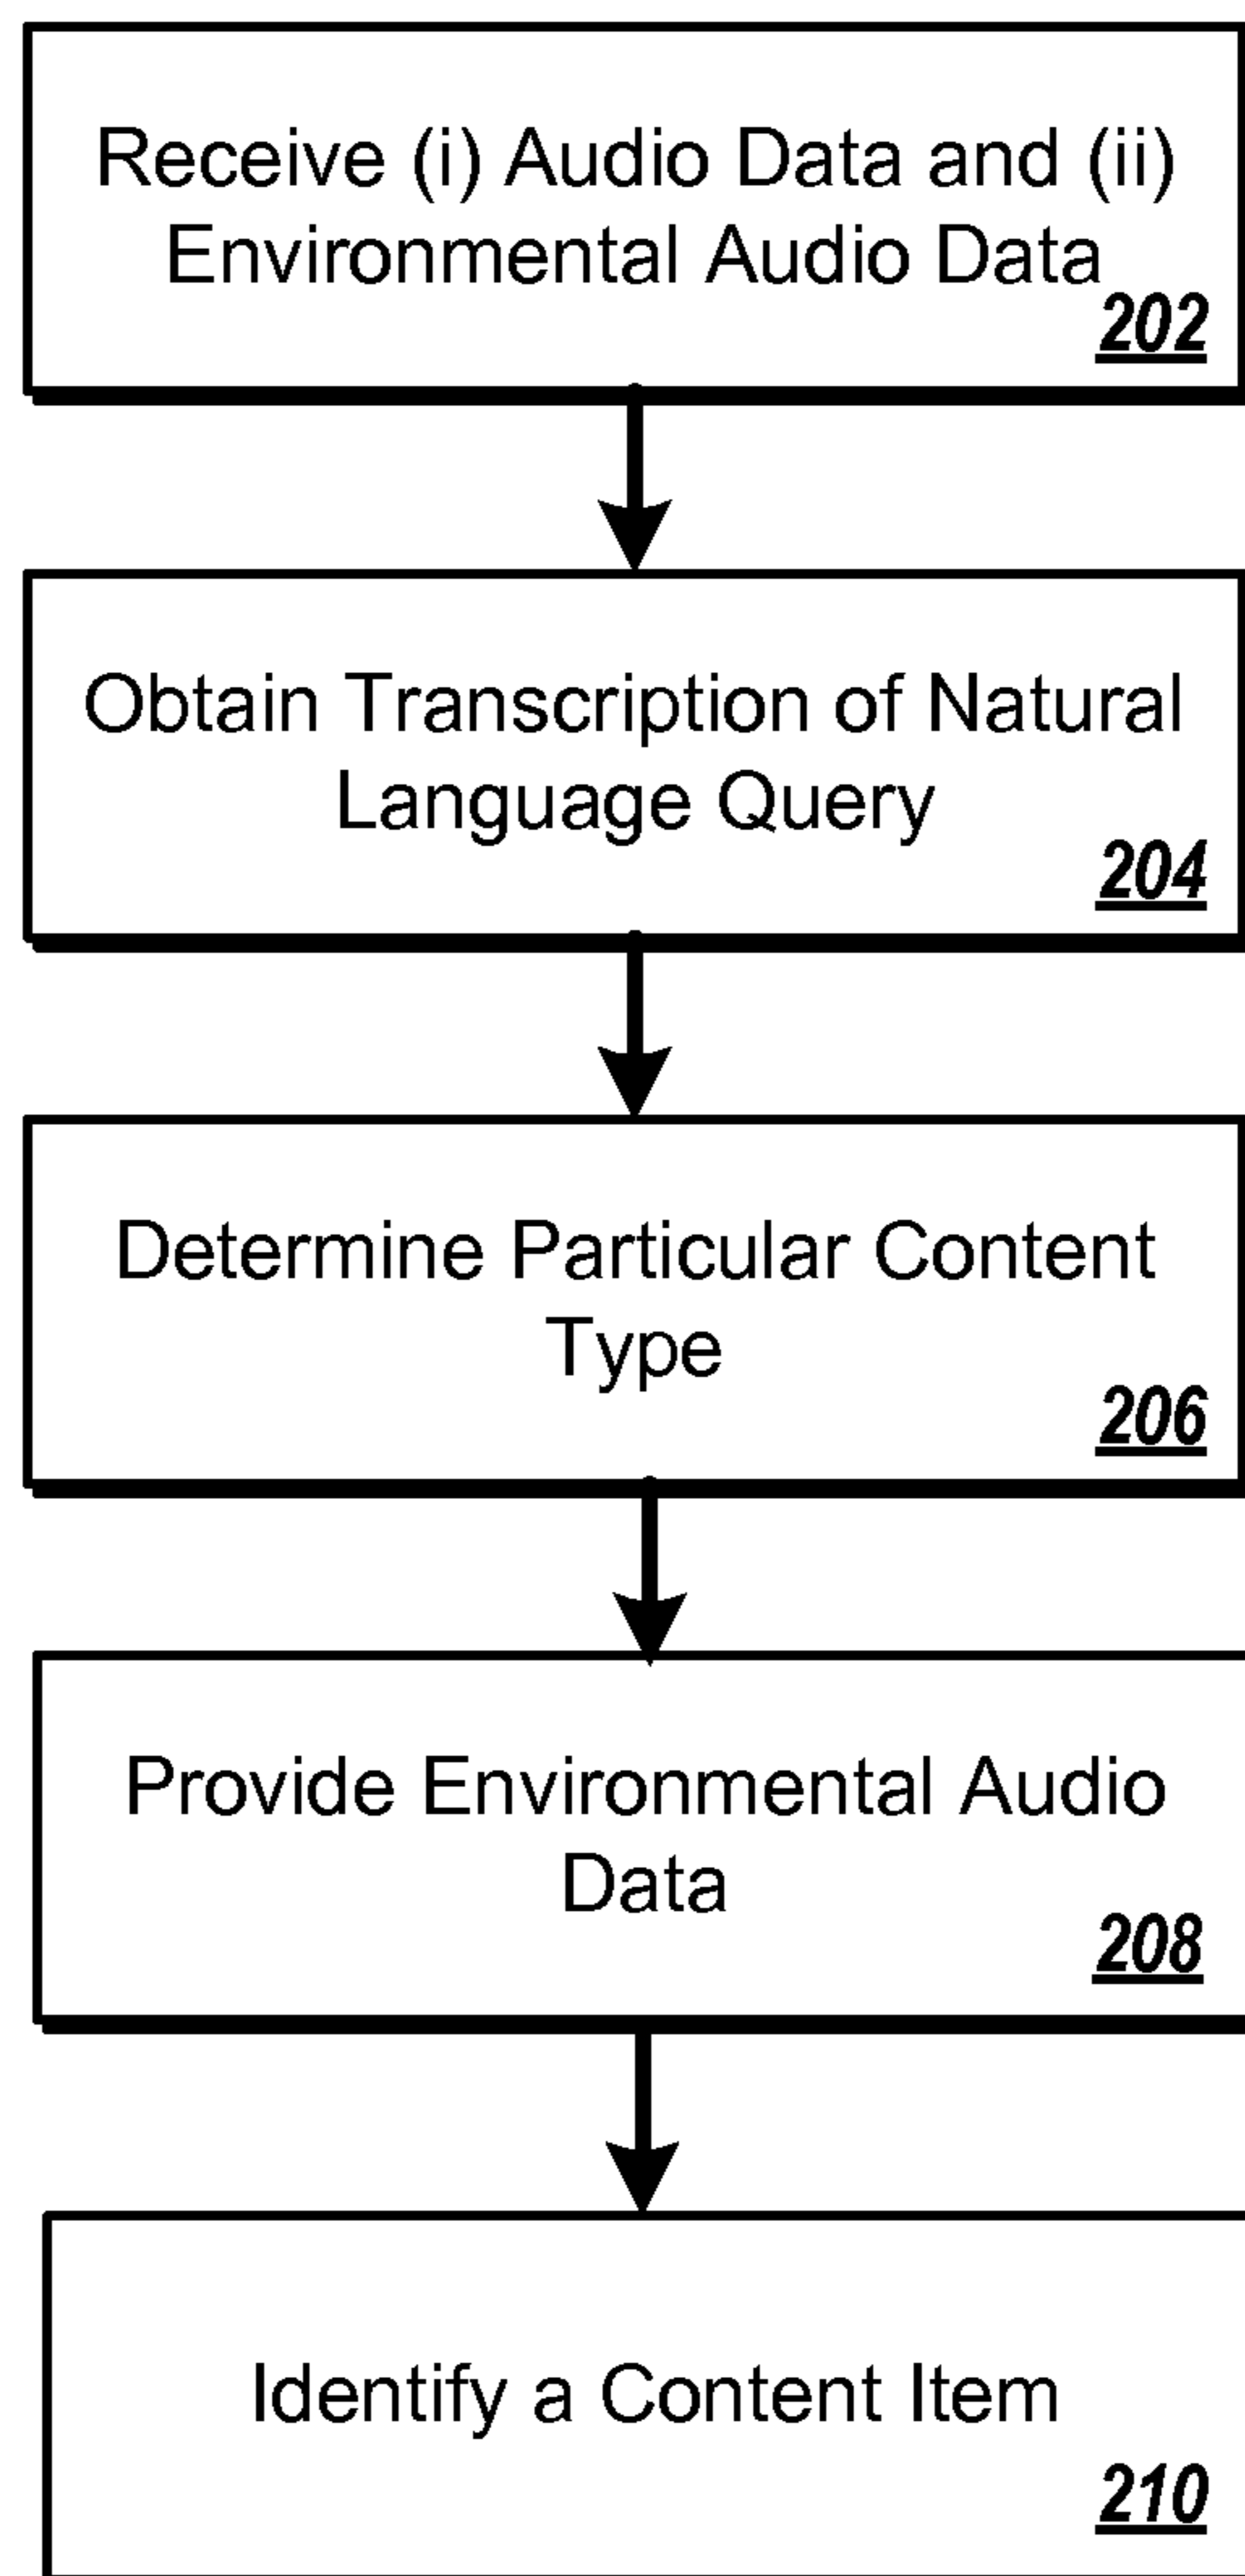 Receive (i) Audio Data and (ii)
Environmental Audio Data
202
Obtain Transcription of Natural
Language Query
204
Determine Particular Content
Type
206
Provide Environmental Audio
Data
208
Identify a Content Item
210